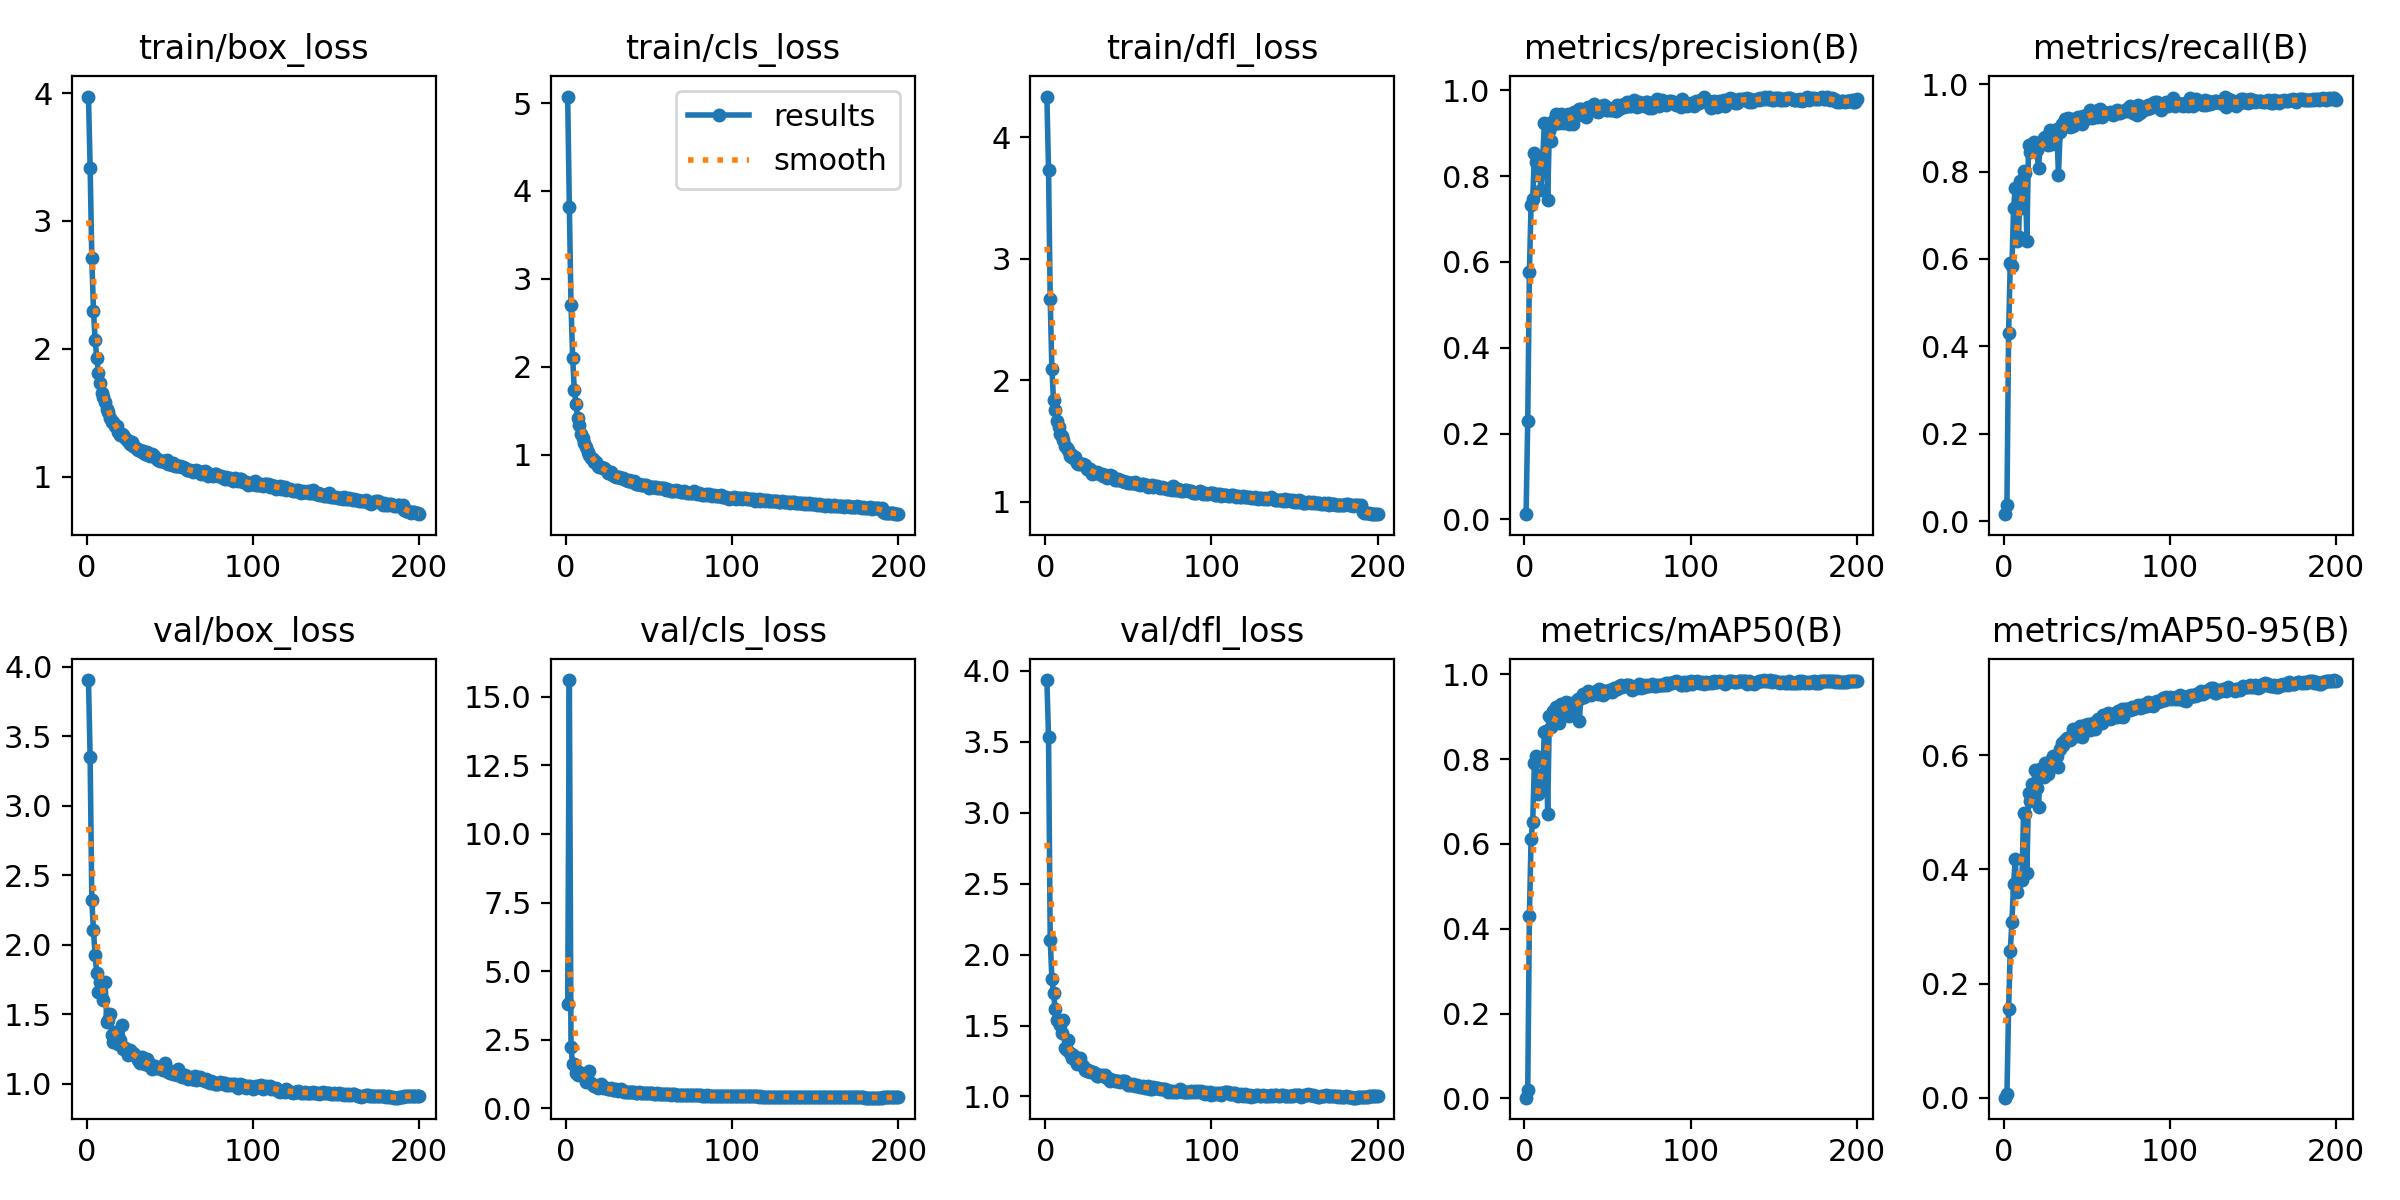 train/box_loss
4
3
2
1
0 100 200
train/cls_loss
results
smooth
5
4
3
2
1
0 100 200
train/dfl_loss
4
3
2
1
0 100 200
metrics/precision(B)
1.0
0.8
0.6
0.4
0.2
0.0
0 100 200
metrics/recall(B)
1.0
0.8
0.6
0.4
0.2
0.0
0 100 200
val/box_loss
4.0
3.5
3.0
2.5
2.0
1.5
1.0
0 100 200
val/cls_loss
15.0
12.5
10.0
7.5
5.0
2.5
0.0
0 100 200
val/dfl_loss
4.0
3.5
3.0
2.5
2.0
1.5
1.0
0 100 200
metrics/mAP50(B)
1.0
0.8
0.6
0.4
0.2
0.0
0 100 200
metrics/mAP50-95(B)
0.6
0.4
0.2
0.0
0 100 200